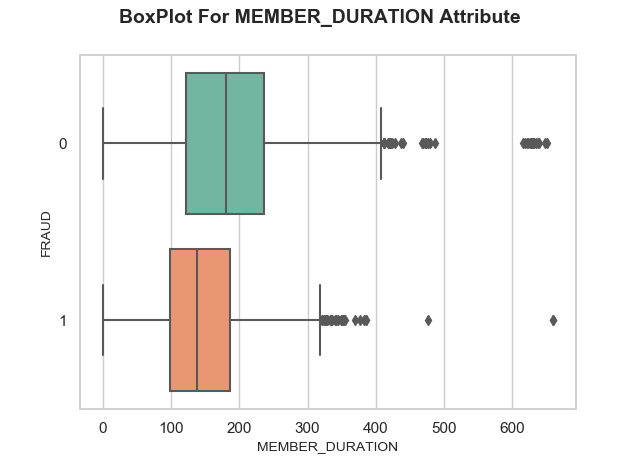 BoxPlot For MEMBER_DURATION Attribute
0
FRAUD
1
0 100 200 300 400 500 600
MEMBER_DURATION